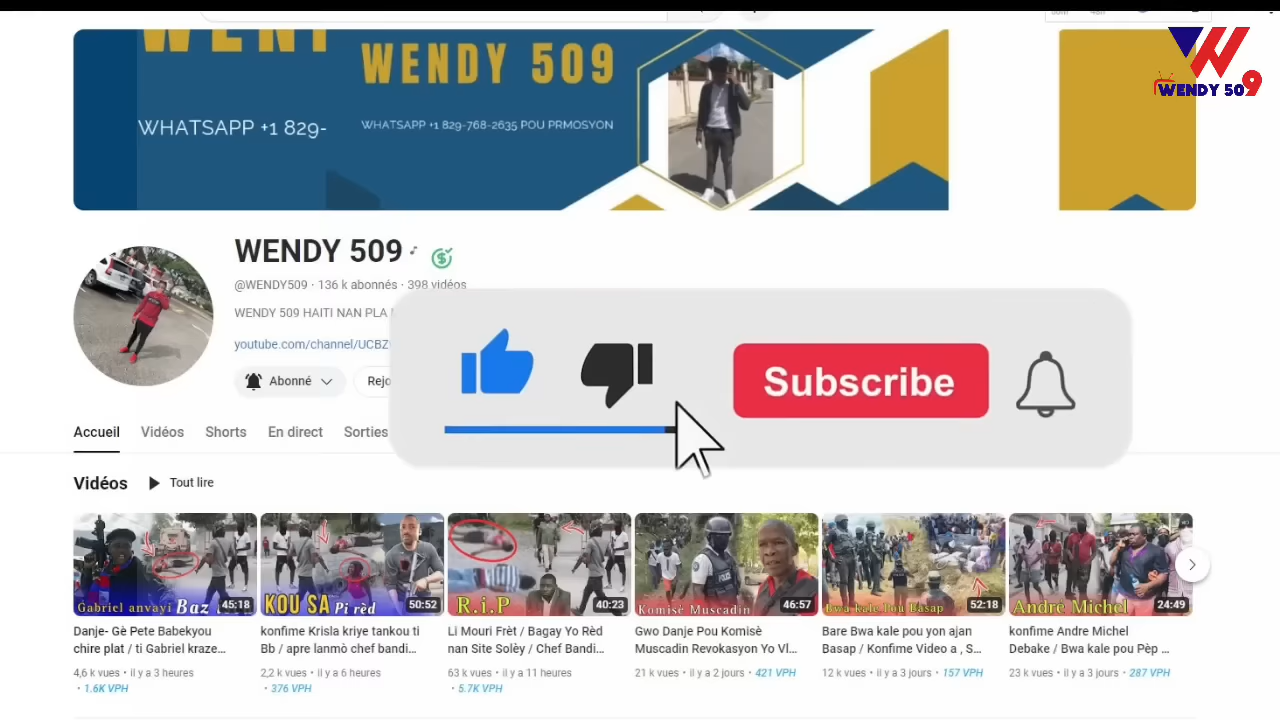 WENDY 509
WHATSAPP +1 829-
WHATSAPP +1 829-768-2635 POU PRMOSYON
WENDY 509
WENDY 509
@WENDY509 · 136 k abonnés · 398 vidéos
WENDY 509 HAITI NAN PLA
youtube.com/channel/UCBZ
Abonné
Rejo
Subscribe
Accueil Vidéos Shorts En direct Sorties
Vidéos Tout lire
Gabriel anvayi Baz 45:18
KOU SA Pi rèd 50:52
R.i.P 40:23
Komisè Muscadin 46:57
Bwa kale Pou Basap 52:18
Andre Michel 24:49
Danje- Gè Pete Babekyou
chire plat / ti Gabriel kraze...
konfime Krisla kriye tankou ti
Bb / apre lanmò chef bandi...
Li Mouri Frèt / Bagay Yo Rèd
nan Site Solèy / Chef Bandi...
Gwo Danje Pou Komisè
Muscadin Revokasyon Yo Vl...
Bare Bwa kale pou yon ajan
Basap / Konfime Video a , S...
konfime Andre Michel
Debake / Bwa kale pou Pèp ...
4,6 k vues • il y a 3 heures
• 1.6K VPH
2,2 k vues • il y a 6 heures
• 376 VPH
63 k vues • il y a 11 heures
• 5.7K VPH
21 k vues • il y a 2 jours • 421 VPH
12 k vues • il y a 3 jours • 157 VPH
23 k vues • il y a 3 jours • 287 VPH